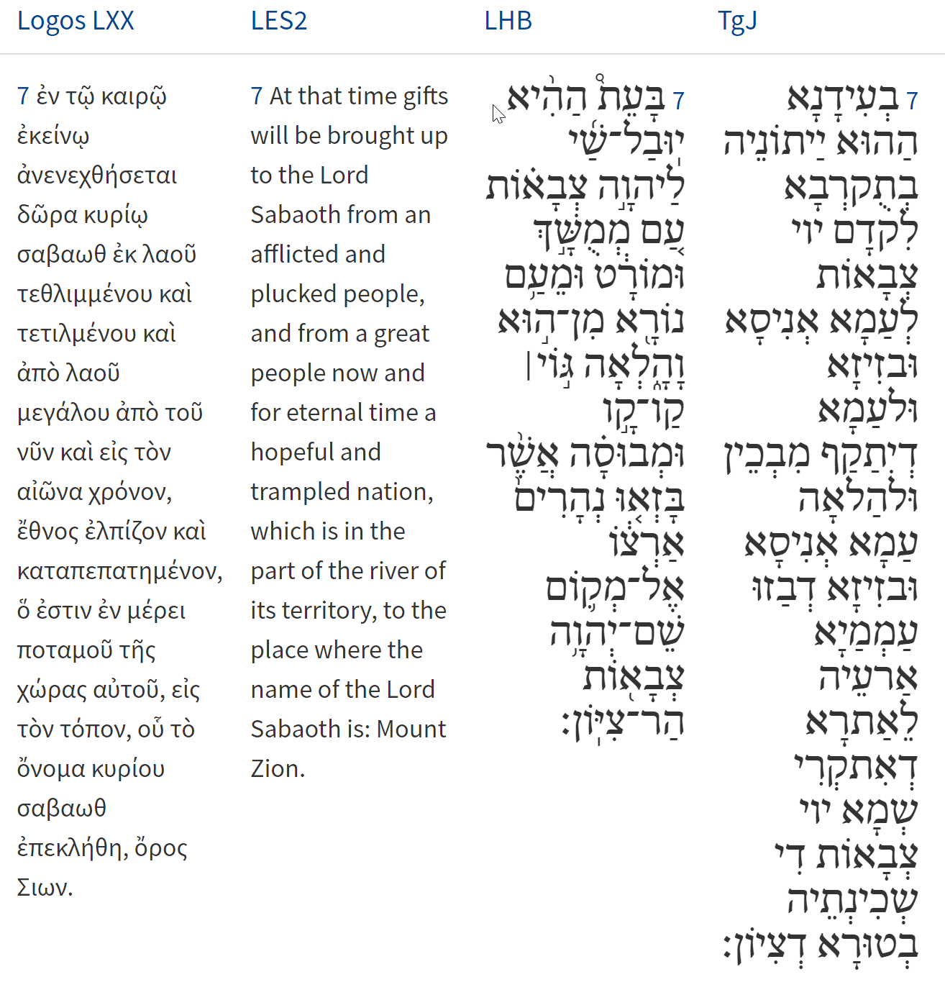 Logos LXX
7 ἐν τῷ καιρῷ
ἐκείνῳ
ἀνενεχθήσεται
δῶρα κυρίῳ
σαβαωθ ἐκ λαοῦ
τεθλιμμένου καὶ
τετιλμένου καὶ
ἀπὸ λαοῦ
μεγάλου ἀπὸ τοῦ
νῦν καὶ εἰς τὸν
αἰῶνα χρόνον,
ἔθνος ἐλπίζον καὶ
καταπεπατημένον,
ὅ ἐστιν ἐν μέρει
ποταμοῦ τῆς
χώρας αὐτοῦ, εἰς
τὸν τόπον, οὗ τὸ
ὄνομα κυρίου
σαβαωθ
ἐπεκλήθη, ὄρος
Σιων.
LES2
7 At that time gifts
will be brought up
to the Lord
Sabaoth from an
afflicted and
plucked people,
and from a great
people now and
for eternal time a
hopeful and
trampled nation,
which is in the
part of the river of
its territory, to the
place where the
name of the Lord
Sabaoth is: Mount
Zion.
LHB
7 בָּעֵת֩ הַהִ֨יא
יֽוּבַל־שַׁ֜י
לַיהוָ֣ה צְבָא֗וֹת
עַ֤ם מְמֻשָּׁךְ֙
וּמוֹרָ֔ט וּמֵעַ֥ם
נוֹרָ֖א מִן־ה֣וּא
וָהָ֑לְאָה גּ֣וֹי׀
קַו־קָ֣ו
וּמְבוּסָ֗ה אֲשֶׁ֨ר
בָּזְא֤וּ נְהָרִים֙
אַרְצ֔וֹ
אֶל־מְק֛וֹם
שֵׁם־יְהוָ֥ה
צְבָא֖וֹת
הַר־צִיּֽוֹן׃
TgJ
7 בְעִידָנָא
הַהוּא יַיתוֹנֵיה
בְתֻקרְבָא
לִקדָם יוי
צְבָאוֹת
לְעַמָא אְנִיסָא
וּבזִיזָא
וּלעַמָא
דְיִתַקַף מִבְכֵין
וּלהַלאָה
עַמָא אְנִיסָא
וּבזִיזָא דְבַזוּ
עַמְמַיָא
אַרעֵיה
לֵאַתרָא
דְאִתקְרִי
שְמָא יוי
צְבָאוֹת דִי
שְכִינְתֵיה
בְטוּרָא דְצִיוֹן׃